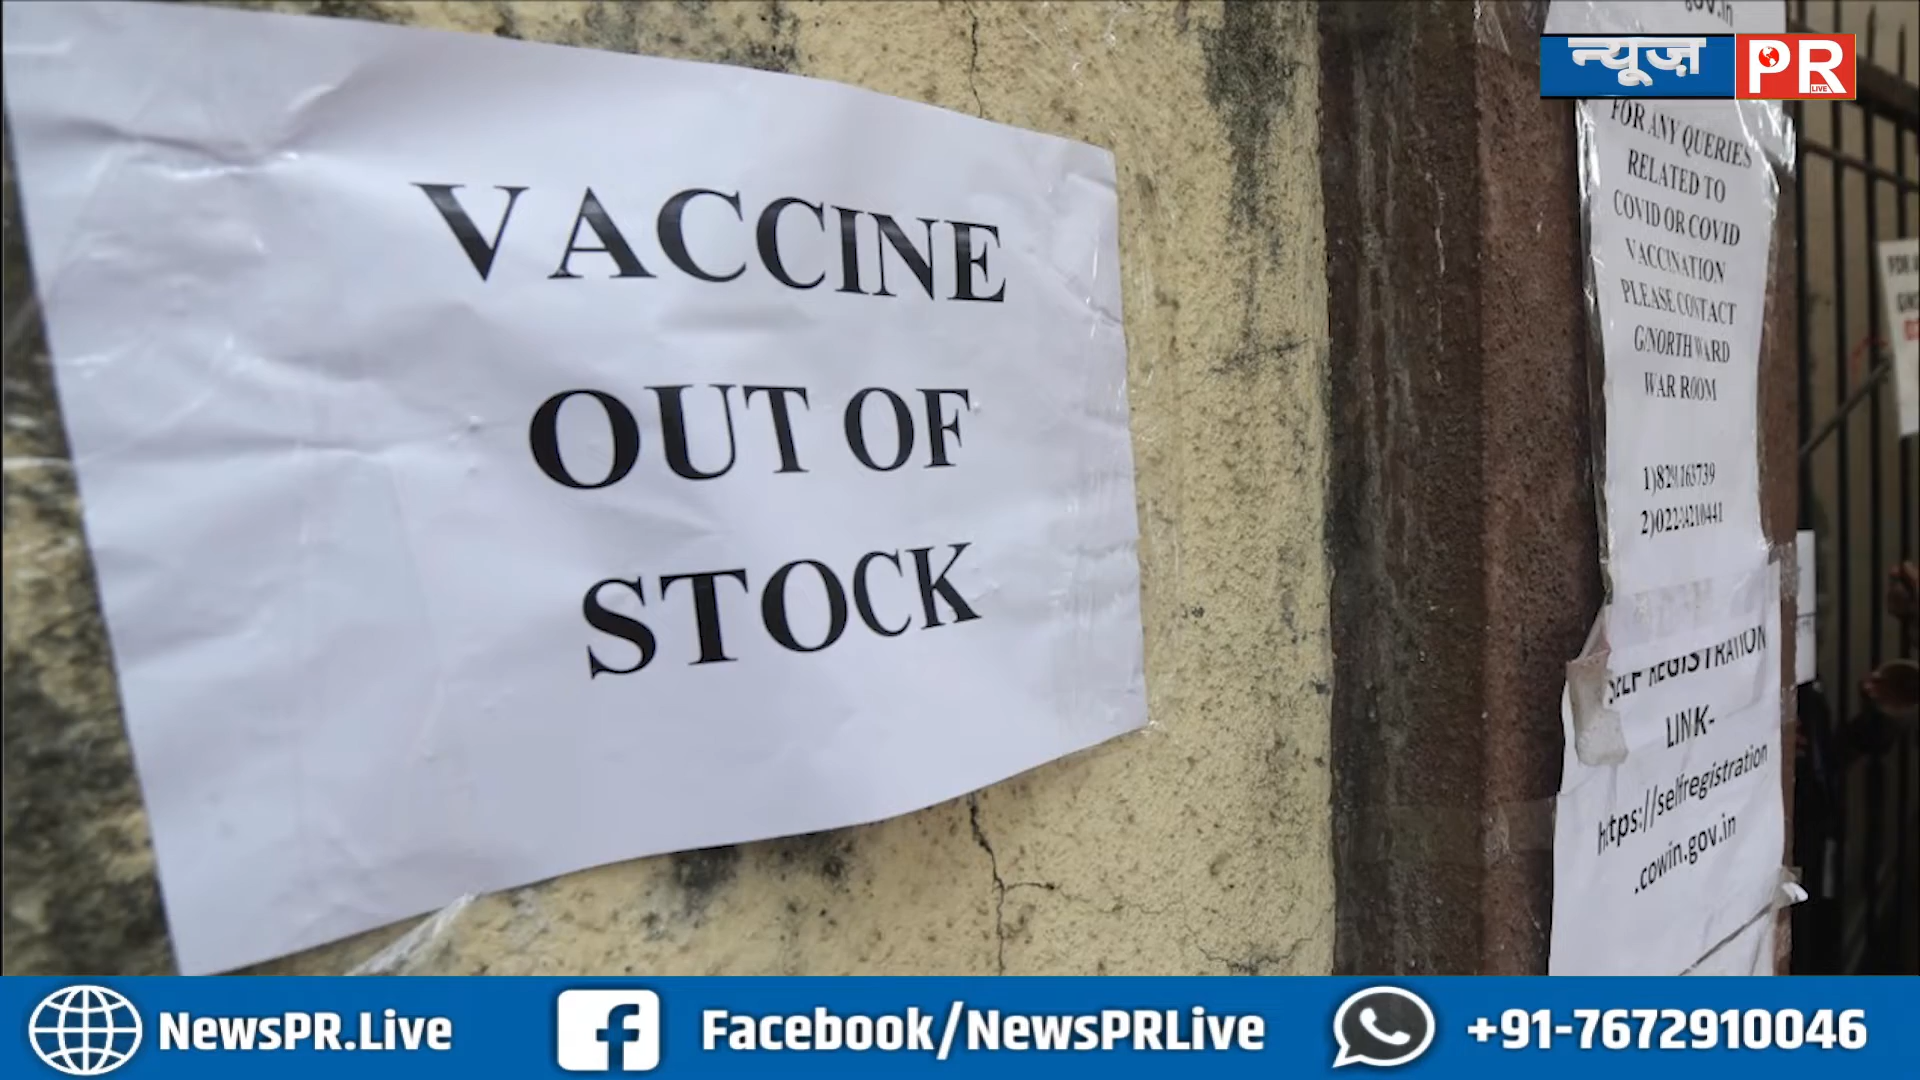 VACCINE
OUT OF
STOCK
न्यूज़ PR
LIVE
FOR ANY QUERIES
RELATED TO
COVID OR COVID
VACCINATION
PLEASE CONTACT
G/NORTH WARD
WAR ROOM
SELF REGISTRATION
LINK-
https://selfregistration
.cowin.gov.in
NewsPR.Live
Facebook/NewsPRLive
+91-7672910046